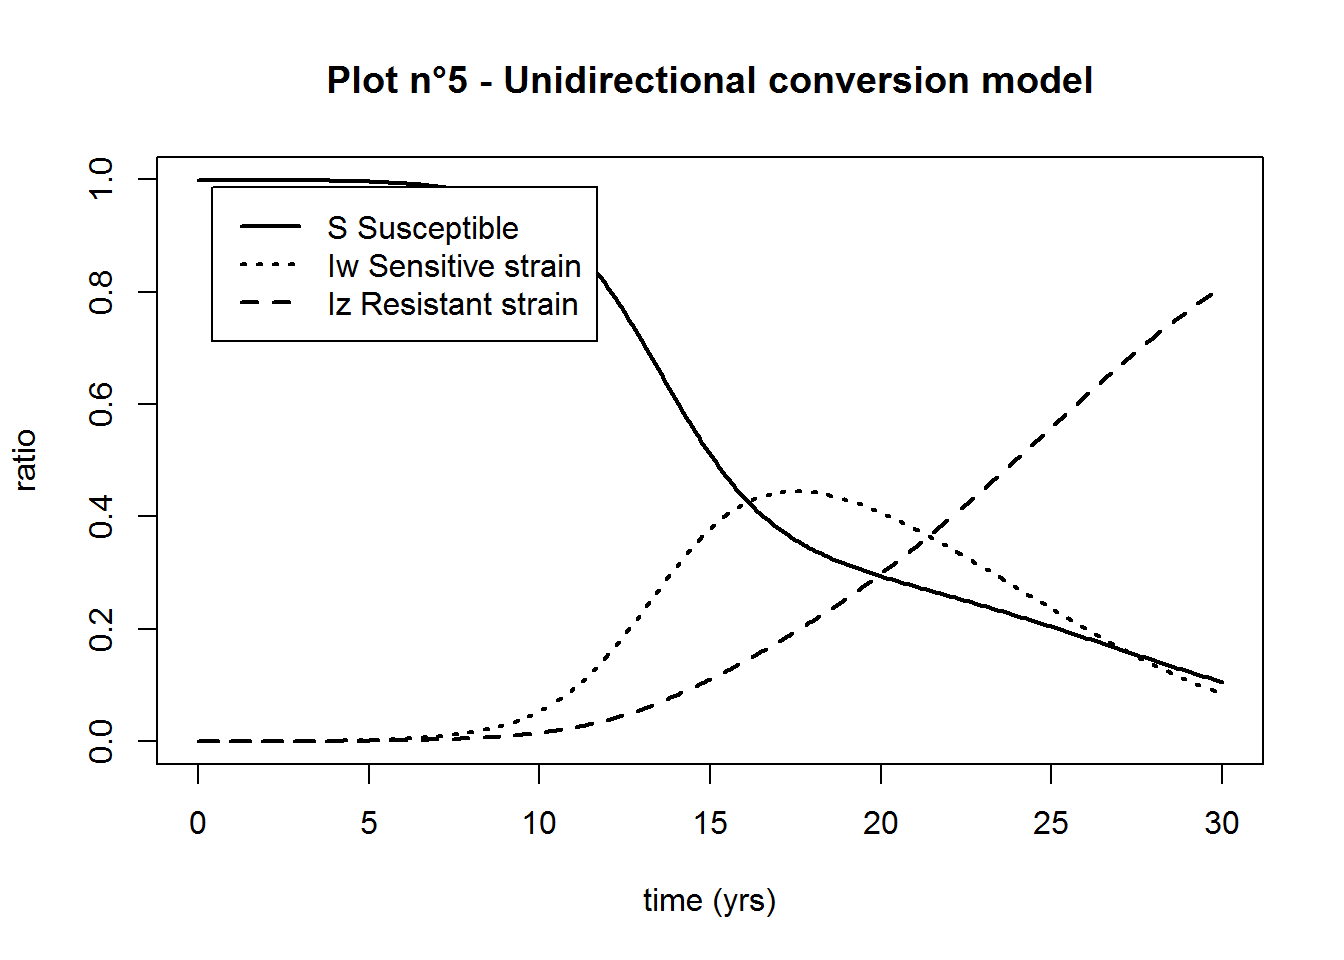 Plot n°5 - Unidirectional conversion model
S Susceptible
Iw Sensitive strain
Iz Resistant strain
ratio
1.0
0.8
0.6
0.4
0.2
0.0
0 5 10 15 20 25 30
time (yrs)